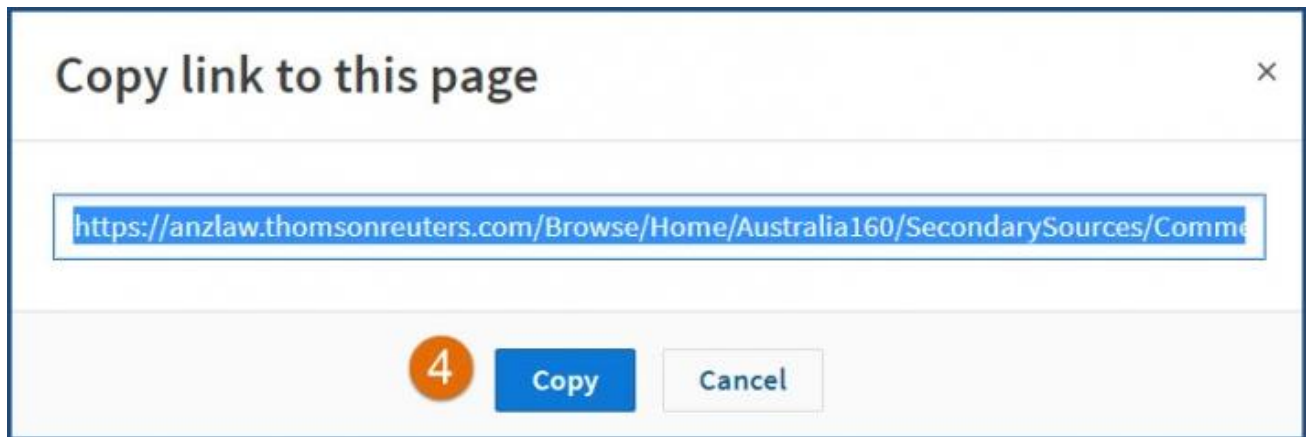 Copy link to this page ×
https://anzlaw.thomsonreuters.com/Browse/Home/Australia160/SecondarySources/Comme
4 Copy Cancel